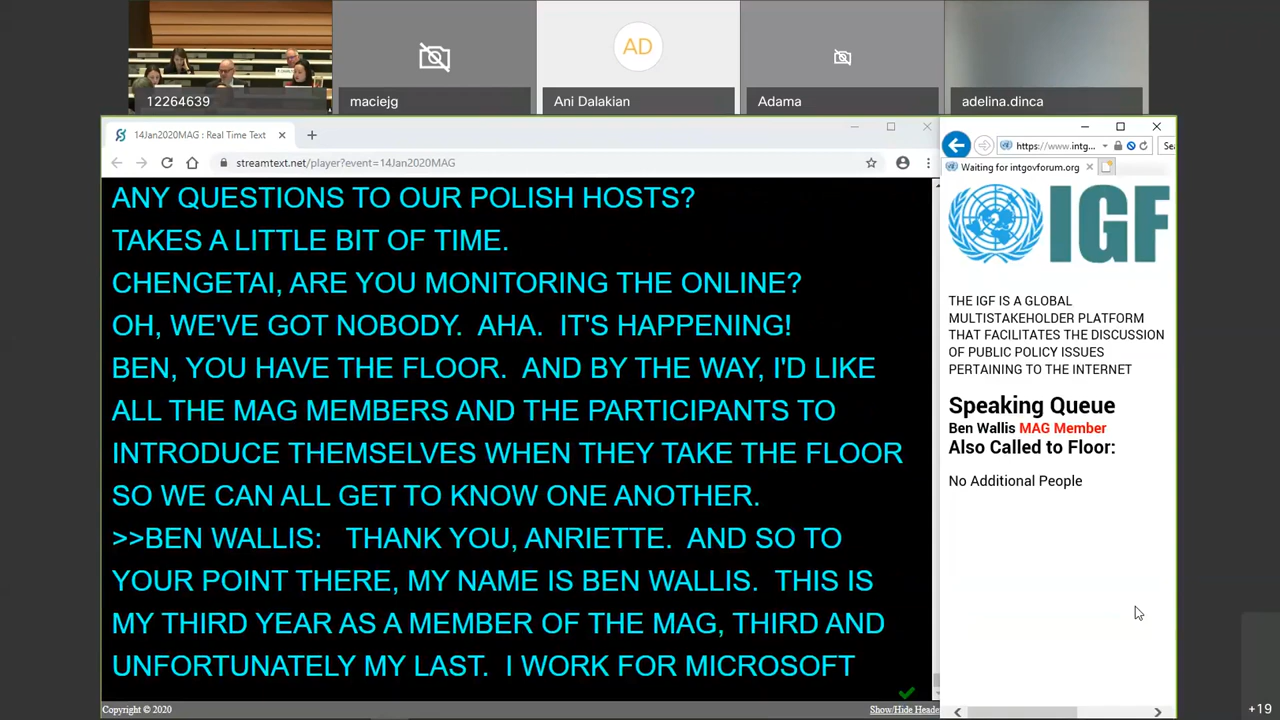 AD
12264639
maciejg
Ani Dalakian
Adama
adelina.dinca
14Jan2020MAG : Real Time Text
streamtext.net/player?event=14Jan2020MAG
ANY QUESTIONS TO OUR POLISH HOSTS?
TAKES A LITTLE BIT OF TIME.
CHENGETAI, ARE YOU MONITORING THE ONLINE?
OH, WE'VE GOT NOBODY.  AHA.  IT'S HAPPENING!
BEN, YOU HAVE THE FLOOR.  AND BY THE WAY, I'D LIKE
ALL THE MAG MEMBERS AND THE PARTICIPANTS TO
INTRODUCE THEMSELVES WHEN THEY TAKE THE FLOOR
SO WE CAN ALL GET TO KNOW ONE ANOTHER.
>>BEN WALLIS:   THANK YOU, ANRIETTE.  AND SO TO
YOUR POINT THERE, MY NAME IS BEN WALLIS.  THIS IS
MY THIRD YEAR AS A MEMBER OF THE MAG, THIRD AND
UNFORTUNATELY MY LAST.  I WORK FOR MICROSOFT
Copyright © 2020
Show/Hide Heade
https://www.intg...
Sea
Waiting for intgovforum.org
IGF
THE IGF IS A GLOBAL
MULTISTAKEHOLDER PLATFORM
THAT FACILITATES THE DISCUSSION
OF PUBLIC POLICY ISSUES
PERTAINING TO THE INTERNET
Speaking Queue
Ben Wallis MAG Member
Also Called to Floor:
No Additional People
+19